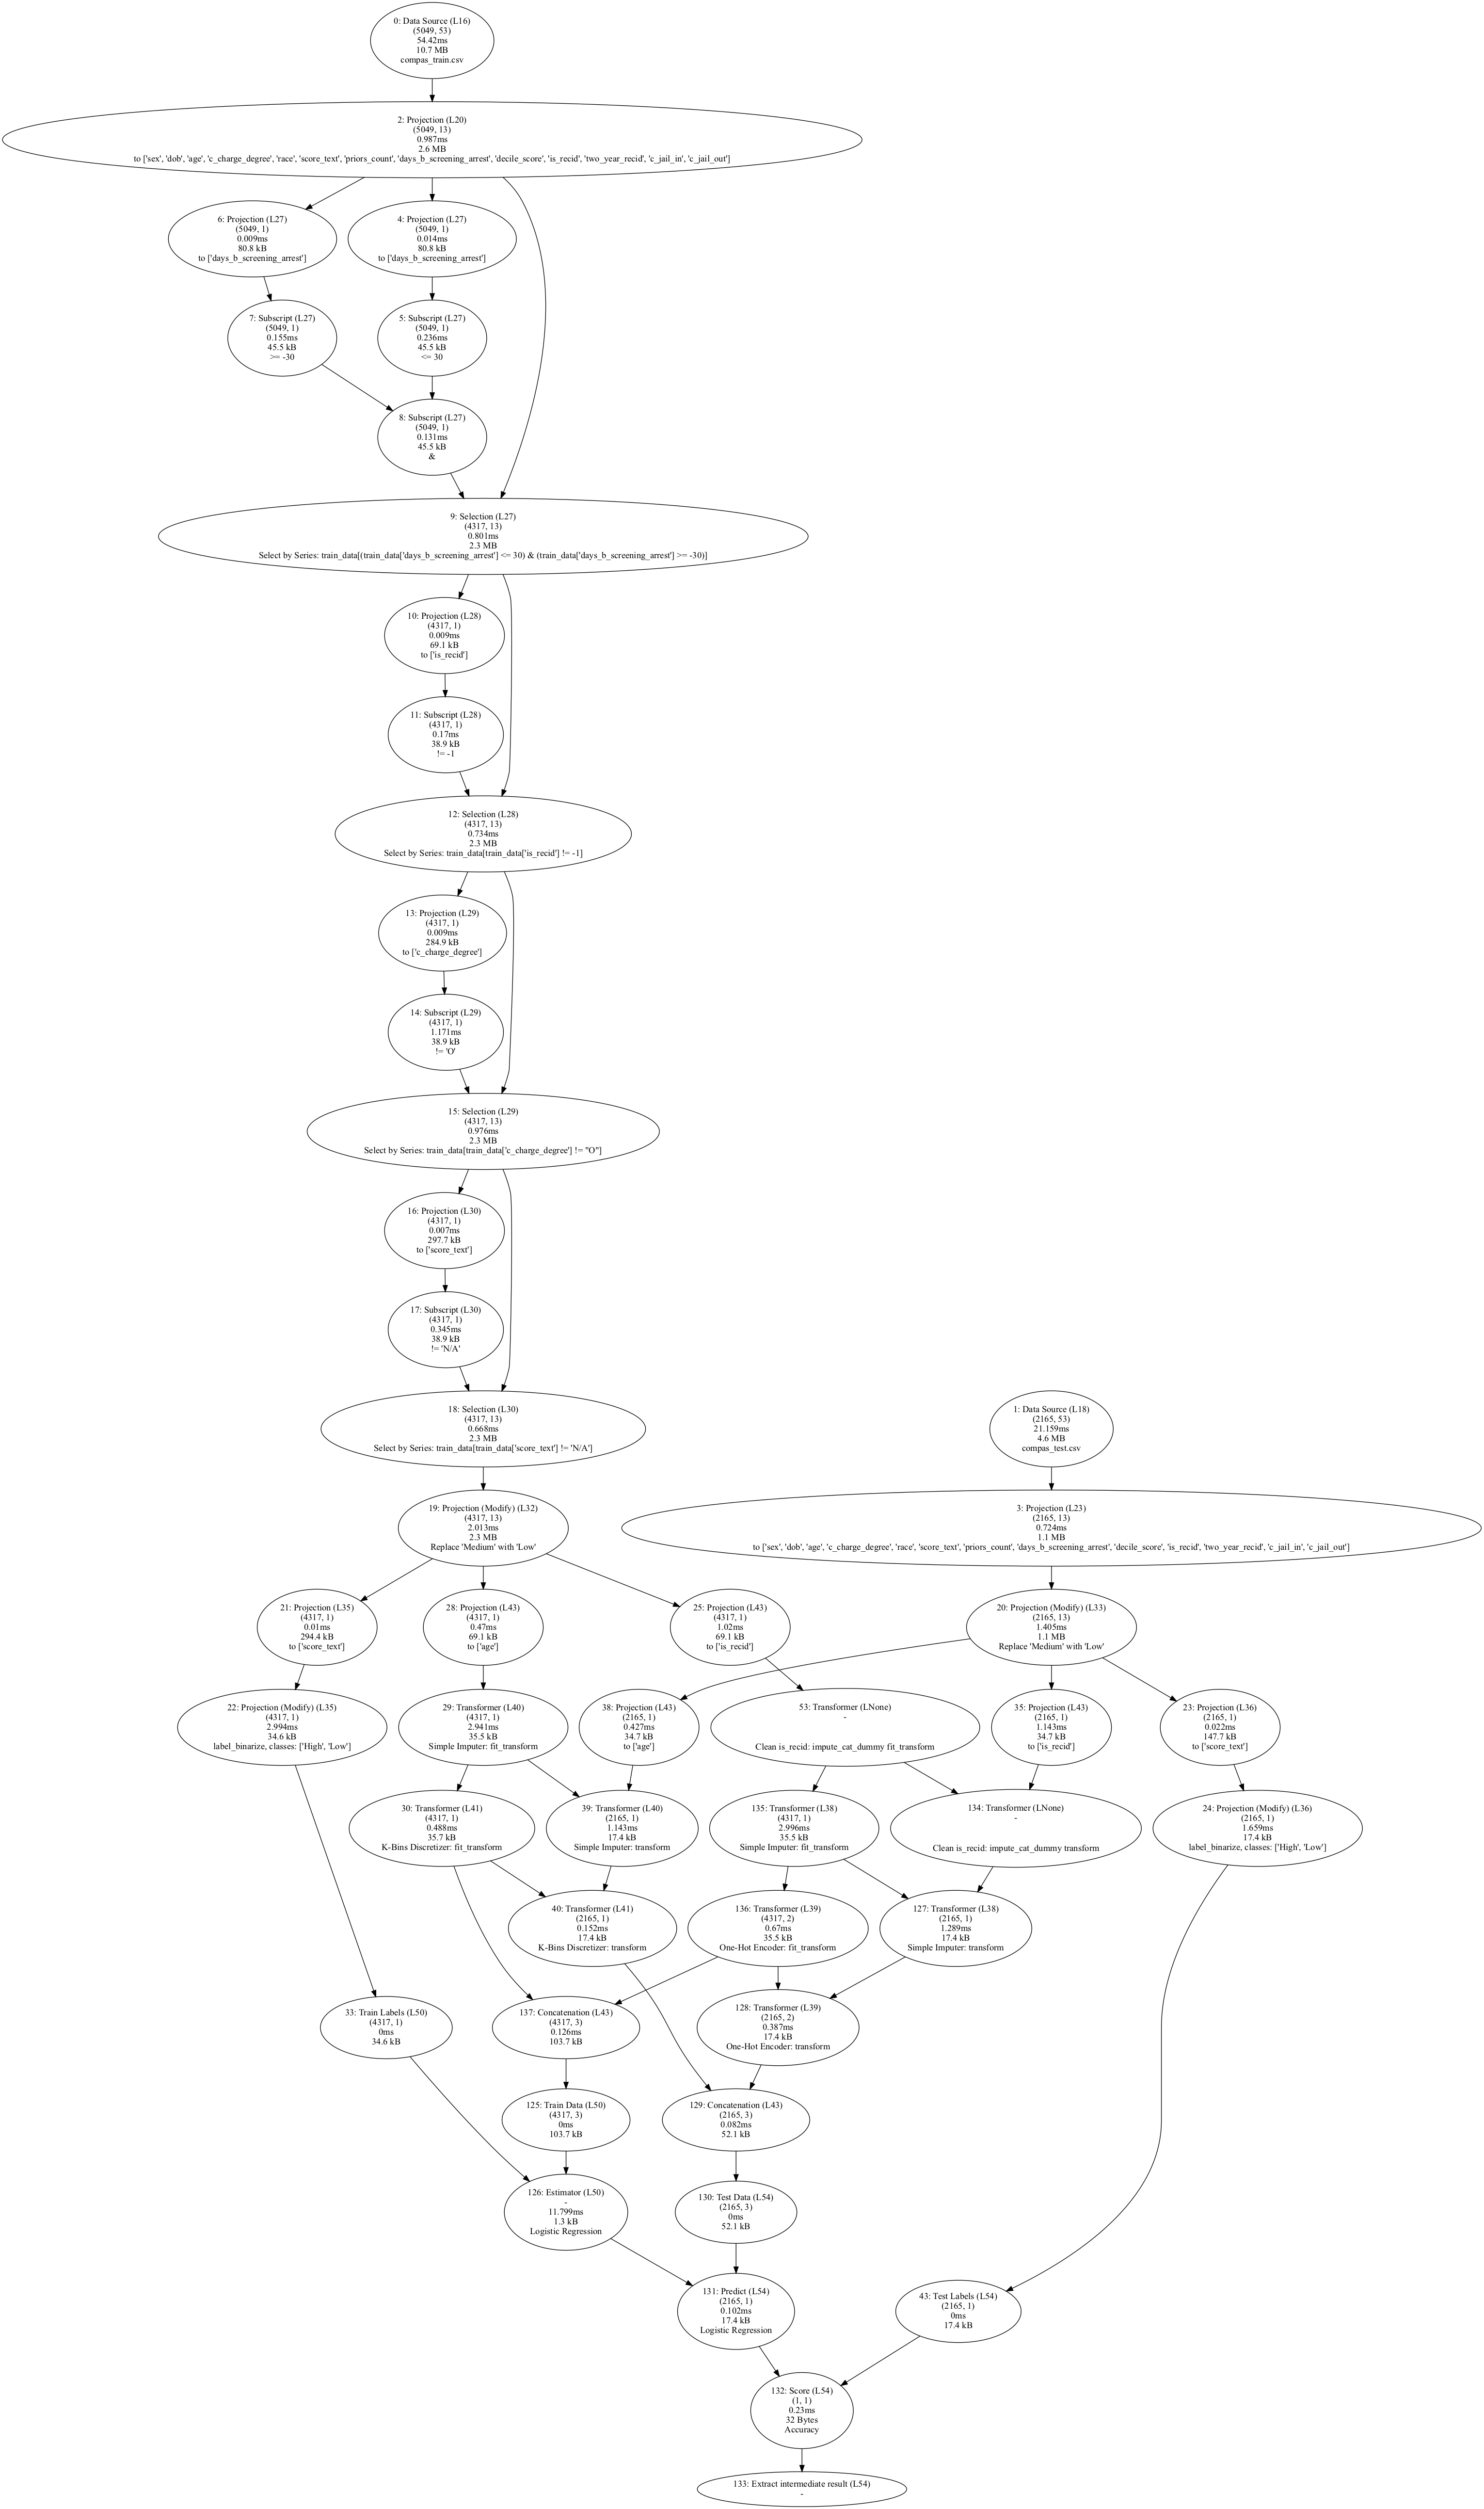 0: Data Source (L16)
(5049, 53)
54.42ms
10.7 MB
compas_train.csv
2: Projection (L20)
(5049, 13)
0.987ms
2.6 MB
to ['sex', 'dob', 'age', 'c_charge_degree', 'race', 'score_text', 'priors_count', 'days_b_screening_arrest', 'decile_score', 'is_recid', 'two_year_recid', 'c_jail_in', 'c_jail_out']
6: Projection (L27)
(5049, 1)
0.009ms
80.8 kB
to ['days_b_screening_arrest']
4: Projection (L27)
(5049, 1)
0.014ms
80.8 kB
to ['days_b_screening_arrest']
7: Subscript (L27)
(5049, 1)
0.155ms
45.5 kB
>= -30
5: Subscript (L27)
(5049, 1)
0.236ms
45.5 kB
<= 30
8: Subscript (L27)
(5049, 1)
0.131ms
45.5 kB
&
9: Selection (L27)
(4317, 13)
0.801ms
2.3 MB
Select by Series: train_data[(train_data['days_b_screening_arrest'] <= 30) & (train_data['days_b_screening_arrest'] >= -30)]
10: Projection (L28)
(4317, 1)
0.009ms
69.1 kB
to ['is_recid']
11: Subscript (L28)
(4317, 1)
0.17ms
38.9 kB
!= -1
12: Selection (L28)
(4317, 13)
0.734ms
2.3 MB
Select by Series: train_data[train_data['is_recid'] != -1]
13: Projection (L29)
(4317, 1)
0.009ms
284.9 kB
to ['c_charge_degree']
14: Subscript (L29)
(4317, 1)
1.171ms
38.9 kB
!= 'O'
15: Selection (L29)
(4317, 13)
0.976ms
2.3 MB
Select by Series: train_data[train_data['c_charge_degree'] != "O"]
16: Projection (L30)
(4317, 1)
0.007ms
297.7 kB
to ['score_text']
17: Subscript (L30)
(4317, 1)
0.345ms
38.9 kB
!= 'N/A'
18: Selection (L30)
(4317, 13)
0.668ms
2.3 MB
Select by Series: train_data[train_data['score_text'] != 'N/A']
1: Data Source (L18)
(2165, 53)
21.159ms
4.6 MB
compas_test.csv
19: Projection (Modify) (L32)
(4317, 13)
2.013ms
2.3 MB
Replace 'Medium' with 'Low'
3: Projection (L23)
(2165, 13)
0.724ms
1.1 MB
to ['sex', 'dob', 'age', 'c_charge_degree', 'race', 'score_text', 'priors_count', 'days_b_screening_arrest', 'decile_score', 'is_recid', 'two_year_recid', 'c_jail_in', 'c_jail_out']
21: Projection (L35)
(4317, 1)
0.01ms
294.4 kB
to ['score_text']
28: Projection (L43)
(4317, 1)
0.47ms
69.1 kB
to ['age']
25: Projection (L43)
(4317, 1)
1.02ms
69.1 kB
to ['is_recid']
20: Projection (Modify) (L33)
(2165, 13)
1.405ms
1.1 MB
Replace 'Medium' with 'Low'
22: Projection (Modify) (L35)
(4317, 1)
2.994ms
34.6 kB
label_binarize, classes: ['High', 'Low']
29: Transformer (L40)
(4317, 1)
2.941ms
35.5 kB
Simple Imputer: fit_transform
38: Projection (L43)
(2165, 1)
0.427ms
34.7 kB
to ['age']
53: Transformer (LNone)
-
Clean is_recid: impute_cat_dummy fit_transform
35: Projection (L43)
(2165, 1)
1.143ms
34.7 kB
to ['is_recid']
23: Projection (L36)
(2165, 1)
0.022ms
147.7 kB
to ['score_text']
30: Transformer (L41)
(4317, 1)
0.488ms
35.7 kB
K-Bins Discretizer: fit_transform
39: Transformer (L40)
(2165, 1)
1.143ms
17.4 kB
Simple Imputer: transform
135: Transformer (L38)
(4317, 1)
2.996ms
35.5 kB
Simple Imputer: fit_transform
134: Transformer (LNone)
-
Clean is_recid: impute_cat_dummy transform
24: Projection (Modify) (L36)
(2165, 1)
1.659ms
17.4 kB
label_binarize, classes: ['High', 'Low']
40: Transformer (L41)
(2165, 1)
0.152ms
17.4 kB
K-Bins Discretizer: transform
136: Transformer (L39)
(4317, 2)
0.67ms
35.5 kB
One-Hot Encoder: fit_transform
127: Transformer (L38)
(2165, 1)
1.289ms
17.4 kB
Simple Imputer: transform
33: Train Labels (L50)
(4317, 1)
0ms
34.6 kB
137: Concatenation (L43)
(4317, 3)
0.126ms
103.7 kB
128: Transformer (L39)
(2165, 2)
0.387ms
17.4 kB
One-Hot Encoder: transform
125: Train Data (L50)
(4317, 3)
0ms
103.7 kB
129: Concatenation (L43)
(2165, 3)
0.082ms
52.1 kB
126: Estimator (L50)
-
11.799ms
1.3 kB
Logistic Regression
130: Test Data (L54)
(2165, 3)
0ms
52.1 kB
131: Predict (L54)
(2165, 1)
0.102ms
17.4 kB
Logistic Regression
43: Test Labels (L54)
(2165, 1)
0ms
17.4 kB
132: Score (L54)
(1, 1)
0.23ms
32 Bytes
Accuracy
133: Extract intermediate result (L54)
-